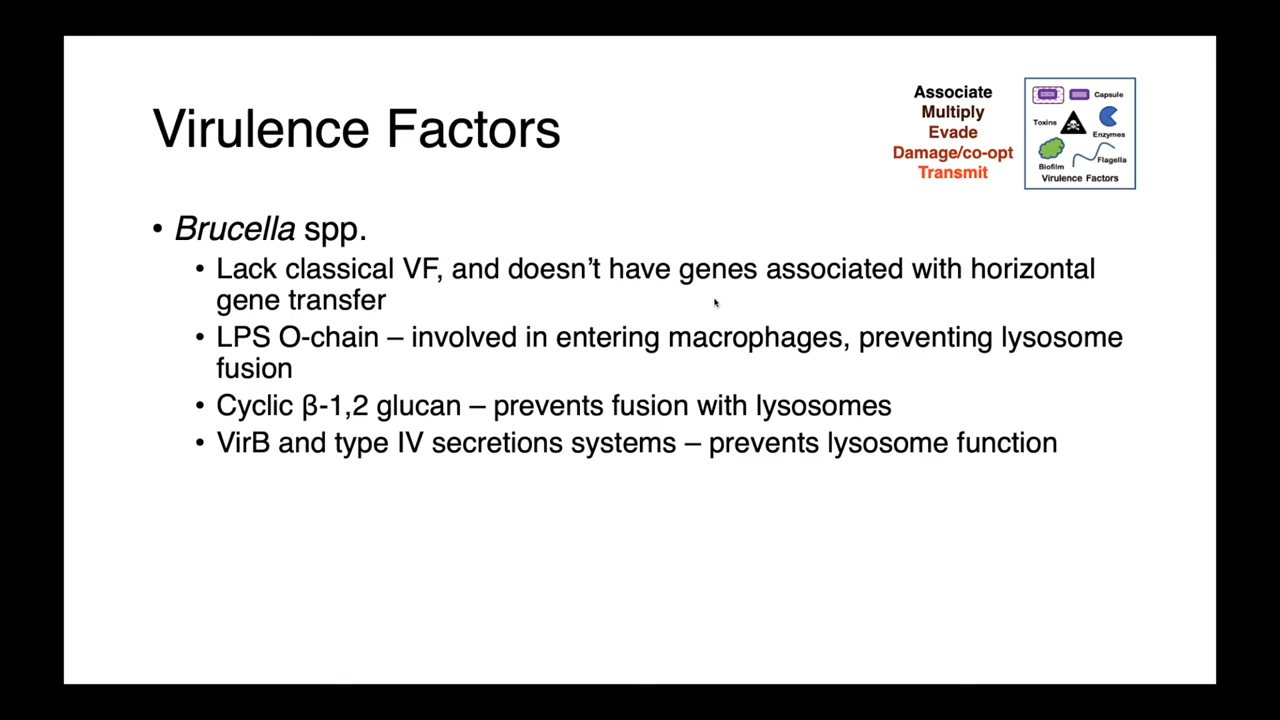 Virulence Factors
Associate
Multiply
Evade
Damage/co-opt
Transmit
Capsule
Toxins
Enzymes
Biofilm
Flagella
Virulence Factors
• Brucella spp.
• Lack classical VF, and doesn’t have genes associated with horizontal
gene transfer
• LPS O-chain – involved in entering macrophages, preventing lysosome
fusion
• Cyclic β-1,2 glucan – prevents fusion with lysosomes
• VirB and type IV secretions systems – prevents lysosome function